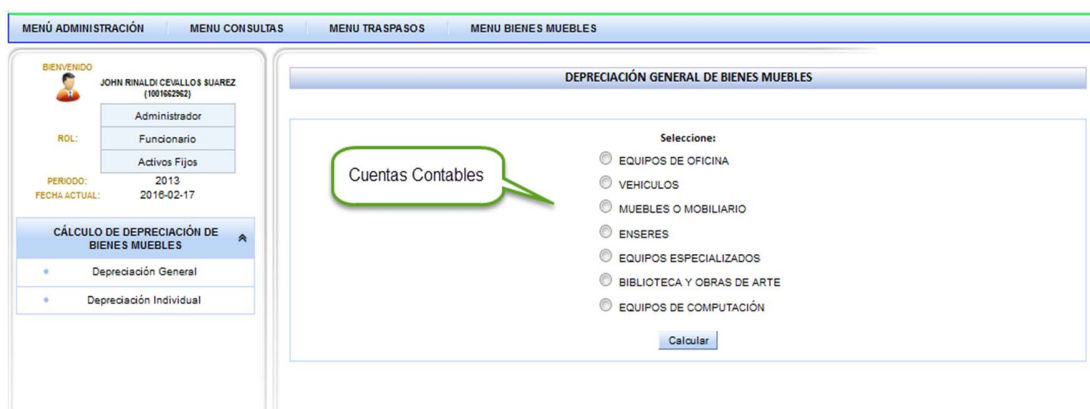 MENÚ ADMINISTRACIÓN MENU CONSULTAS MENU TRASPASOS MENU BIENES MUEBLES
BIENVENIDO
JOHN RINALDI CEVALLOS SUAREZ
(1001662962)
Administrador
ROL: Funcionario
Activos Fijos
PERIODO: 2013
FECHA ACTUAL: 2016-02-17
CÁLCULO DE DEPRECIACIÓN DE
BIENES MUEBLES
Depreciación General
Depreciación Individual
DEPRECIACIÓN GENERAL DE BIENES MUEBLES
Cuentas Contables
Seleccione:
EQUIPOS DE OFICINA
VEHICULOS
MUEBLES O MOBILIARIO
ENSERES
EQUIPOS ESPECIALIZADOS
BIBLIOTECA Y OBRAS DE ARTE
EQUIPOS DE COMPUTACIÓN
Calcular